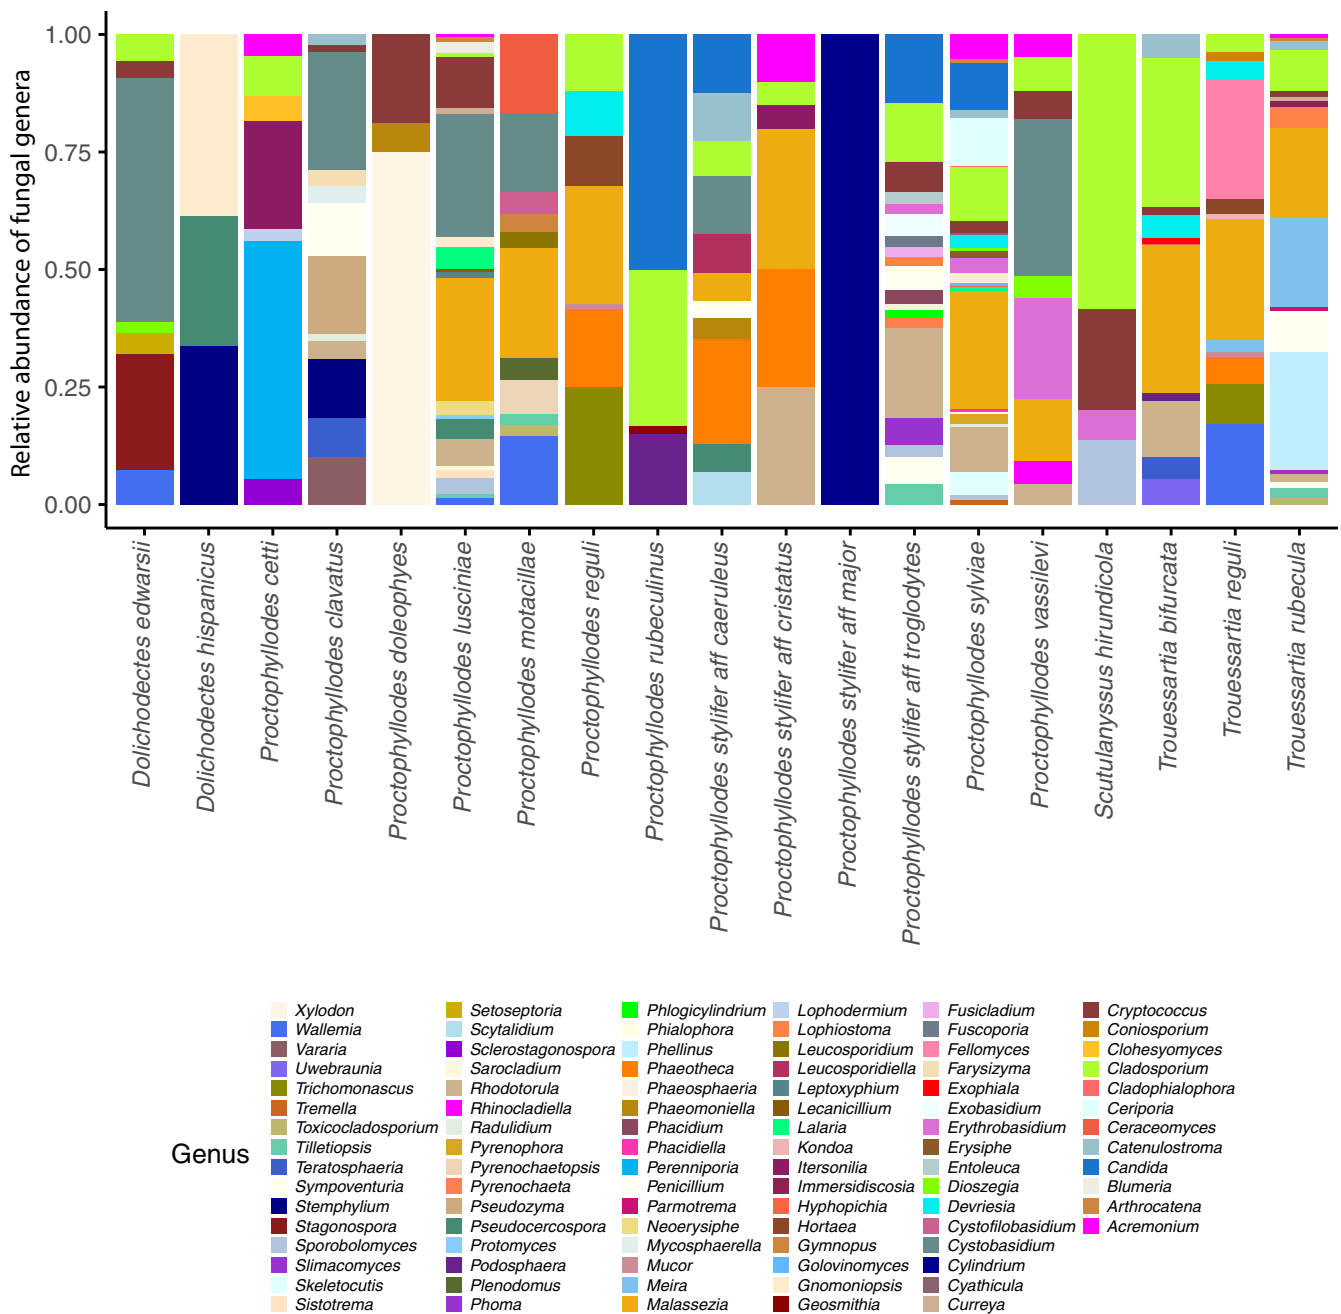 Relative abundance of fungal genera
1.00
0.75
0.50
0.25
0.00
Dolichodectes edwarsii
Dolichodectes hispanicus
Proctophyllodes cetti
Proctophyllodes clavatus
Proctophyllodes doleophyes
Proctophyllodes lusciniae
Proctophyllodes motacillae
Proctophyllodes reguli
Proctophyllodes rubeculinus
Proctophyllodes stylifer aff caeruleus
Proctophyllodes stylifer aff cristatus
Proctophyllodes stylifer aff major
Proctophyllodes stylifer aff troglodytes
Proctophyllodes sylviae
Proctophyllodes vassilevi
Scutulanyssus hirundicola
Trouessartia bifurcata
Trouessartia reguli
Trouessartia rubecula
Genus
Xylodon
Wallemia
Vararia
Uwebraunia
Trichomonascus
Tremella
Toxicocladosporum
Tilletiopsis
Teratosphaeria
Sympoventuria
Stemphylium
Stagonospora
Sporobolomyces
Slimacomyces
Skeletocutis
Sistotrema
Setoseptoria
Scytalidium
Sclerostagonospora
Sarocladium
Rhodotorula
Rhinocladiella
Radulidium
Pyrenophora
Pyrenochaetopsis
Pyrenochaeta
Pseudozyma
Pseudocercospora
Protomyces
Podosphaera
Plenodomus
Phoma
Phlogicylindrium
Phialophora
Phellinus
Phaeotheca
Phaeosphaeria
Phaeomoniella
Phacidium
Phacidiella
Perenniporia
Penicillium
Parmotrema
Neoerysiphe
Mycosphaerella
Mucor
Meira
Malassezia
Lophodermium
Lophiostoma
Leucosporidium
Leucosporidiella
Leptoxyphium
Lecanicillium
Lalaria
Kondoa
Itersonilia
Immersidiscosia
Hyphopichia
Hortaea
Gymnopus
Golovinomyces
Gnomoniopsis
Geosmithia
Fusicladium
Fuscoporia
Fellomyces
Farysizyma
Exophiala
Exobasidium
Erythrobasidium
Erysiphe
Entoleuca
Dioszegia
Devriesia
Cystofilobasidium
Cystobasidium
Cylindrium
Cyathicula
Curreya
Cryptococcus
Coniosporium
Clohesyomyces
Cladosporium
Cladophialophora
Ceriporia
Ceraceomyces
Catenulostroma
Candida
Blumeria
Arthrocatena
Acremonium